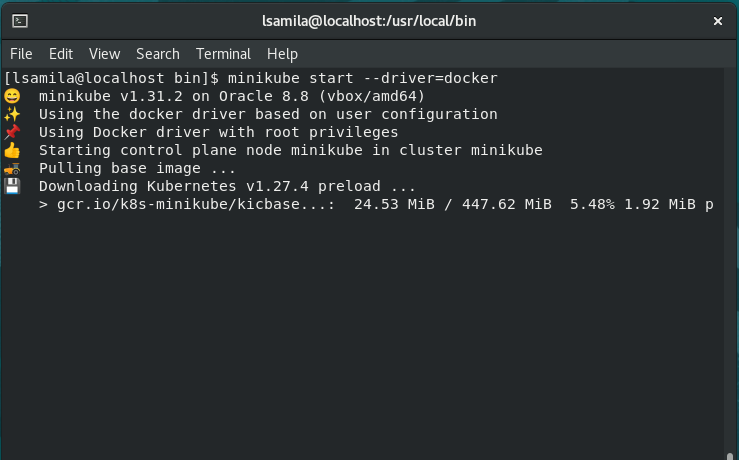 lsamila@localhost:/usr/local/bin
File Edit View Search Terminal Help
[lsamila@localhost bin]$ minikube start --driver=docker
😄 minikube v1.31.2 on Oracle 8.8 (vbox/amd64)
✨ Using the docker driver based on user configuration
📌 Using Docker driver with root privileges
👍 Starting control plane node minikube in cluster minikube
🚜 Pulling base image ...
💾 Downloading Kubernetes v1.27.4 preload ...
> gcr.io/k8s-minikube/kicbase...: 24.53 MiB / 447.62 MiB 5.48% 1.92 MiB p